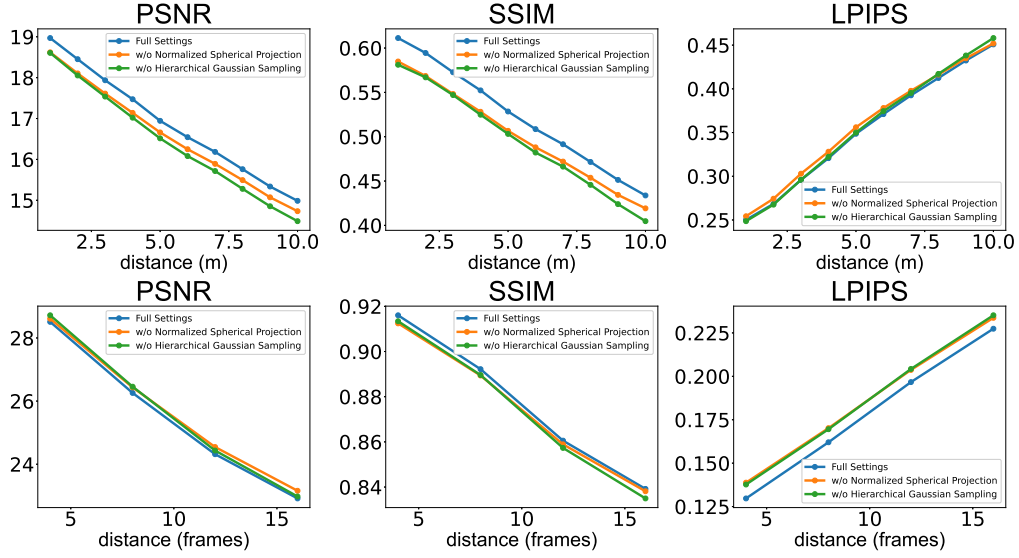 PSNR
SSIM
LPIPS
19
18
17
16
15
2.5
5.0
7.5
10.0
distance (m)
Full Settings
w/o Normalized Spherical Projection
w/o Hierarchical Gaussian Sampling
0.60
0.55
0.50
0.45
0.40
2.5
5.0
7.5
10.0
distance (m)
Full Settings
w/o Normalized Spherical Projection
w/o Hierarchical Gaussian Sampling
0.45
0.40
0.35
0.30
0.25
2.5
5.0
7.5
10.0
distance (m)
Full Settings
w/o Normalized Spherical Projection
w/o Hierarchical Gaussian Sampling
PSNR
SSIM
LPIPS
28
26
24
5
10
15
distance (frames)
Full Settings
w/o Normalized Spherical Projection
w/o Hierarchical Gaussian Sampling
0.92
0.90
0.88
0.86
0.84
5
10
15
distance (frames)
Full Settings
w/o Normalized Spherical Projection
w/o Hierarchical Gaussian Sampling
0.225
0.200
0.175
0.150
0.125
5
10
15
distance (frames)
Full Settings
w/o Normalized Spherical Projection
w/o Hierarchical Gaussian Sampling